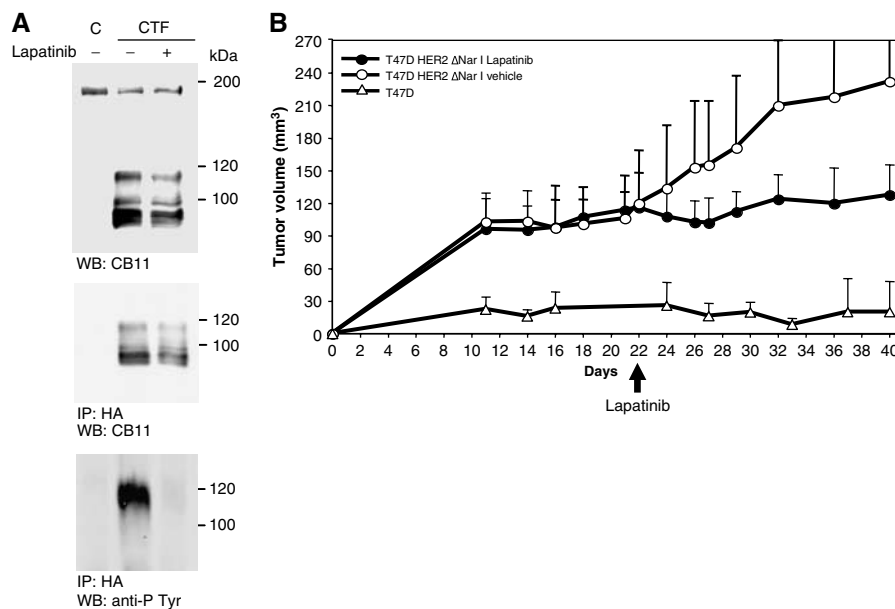 A
C
CTF
Lapatinib – – +
kDa
200
120
100
WB: CB11
120
100
IP: HA
WB: CB11
120
100
IP: HA
WB: anti-P Tyr
B
270
240
210
180
150
120
90
60
30
0
Tumor volume (mm3)
T47D HER2 ΔNar I Lapatinib
T47D HER2 ΔNar I vehicle
T47D
0 2 4 6 8 10 12 14 16 18 20 21 22 24 26 28 30 32 34 36 38 40
Days
Lapatinib